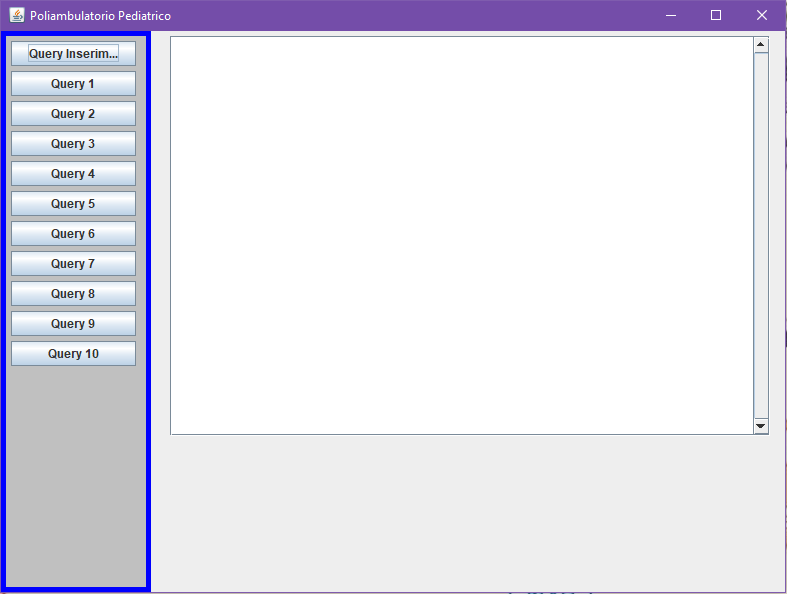 Poliambulatorio Pediatrico
Query Inserim...
Query 1
Query 2
Query 3
Query 4
Query 5
Query 6
Query 7
Query 8
Query 9
Query 10